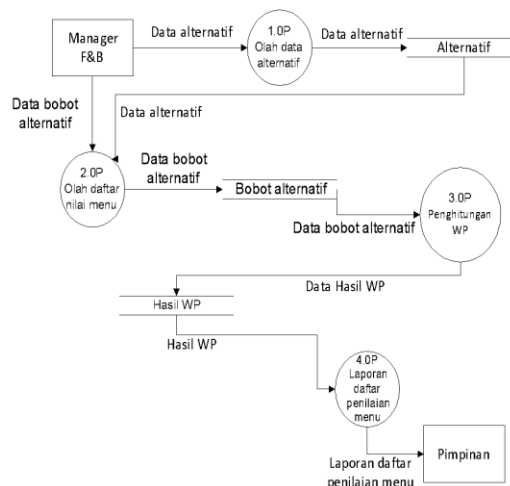 Manager
F&B
Data alternatif
1.0P
Olah data
alternatif
Data alternatif
Alternatif
Data bobot
alternatif
Data alternatif
2.0P
Olah daftar
nilai menu
Data bobot
alternatif
Bobot alternatif
Data bobot alternatif
3.0P
Penghitungan
WP
Data Hasil WP
Hasil WP
Hasil WP
4.0P
Laporan
daftar
penilaian
menu
Laporan daftar
penilaian menu
Pimpinan